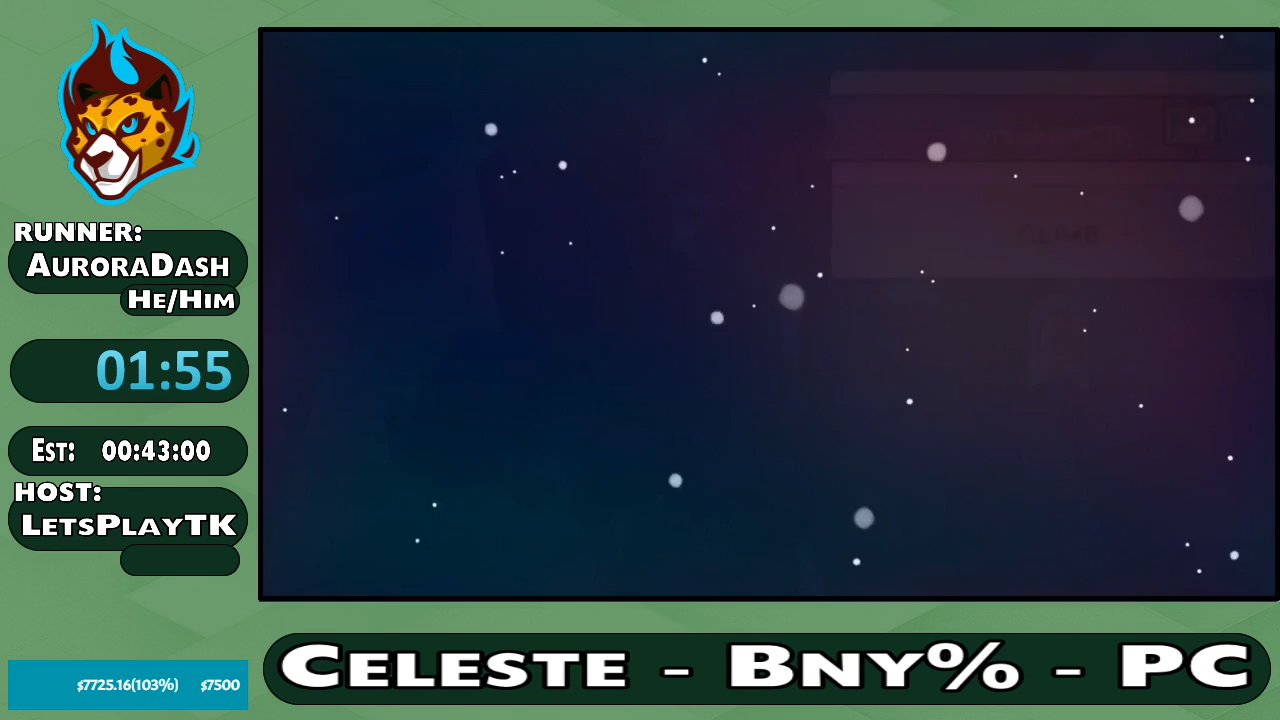 RUNNER:
AURORADASH
HE/HIM
01:55
EST: 00:43:00
HOST:
LETSPLAYTK
$7725.16(103%) $7500
CLIMB
CELESTE - BNY% - PC